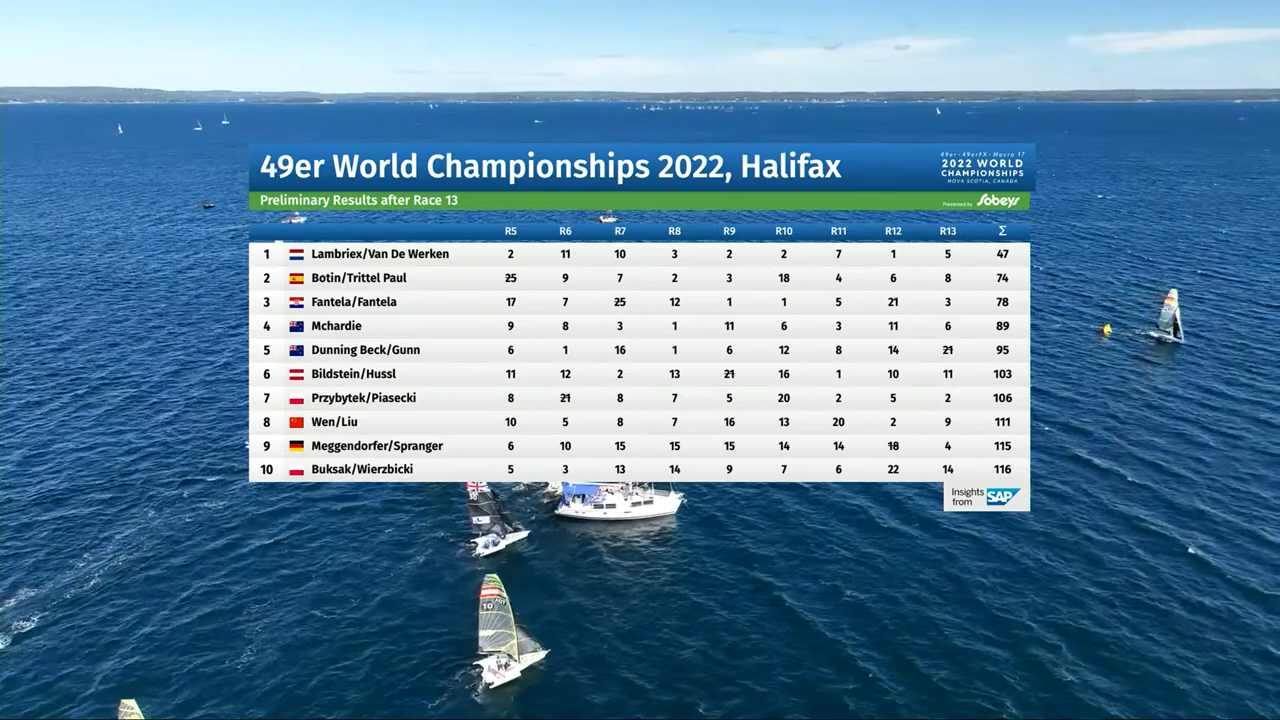 49er World Championships 2022, Halifax
49er · 49erFX · Nacra 17
2022 WORLD
CHAMPIONSHIPS
NOVA SCOTIA, CANADA
Preliminary Results after Race 13
Presented by Sobeys
R5 R6 R7 R8 R9 R10 R11 R12 R13 Σ
1 Lambriex/Van De Werken 2 11 10 3 2 2 7 1 5 47
2 Botin/Trittel Paul 25 9 7 2 3 18 4 6 8 74
3 Fantela/Fantela 17 7 25 12 1 1 5 21 3 78
4 Mchardie 9 8 3 1 11 6 3 11 6 89
5 Dunning Beck/Gunn 6 1 16 1 6 12 8 14 21 95
6 Bildstein/Hussl 11 12 2 13 21 16 1 10 11 103
7 Przybytek/Piasecki 8 21 8 7 5 20 2 5 2 106
8 Wen/Liu 10 5 8 7 16 13 20 2 9 111
9 Meggendorfer/Spranger 6 10 15 15 15 14 14 18 4 115
10 Buksak/Wierzbicki 5 3 13 14 9 7 6 22 14 116
Insights
from SAP
10